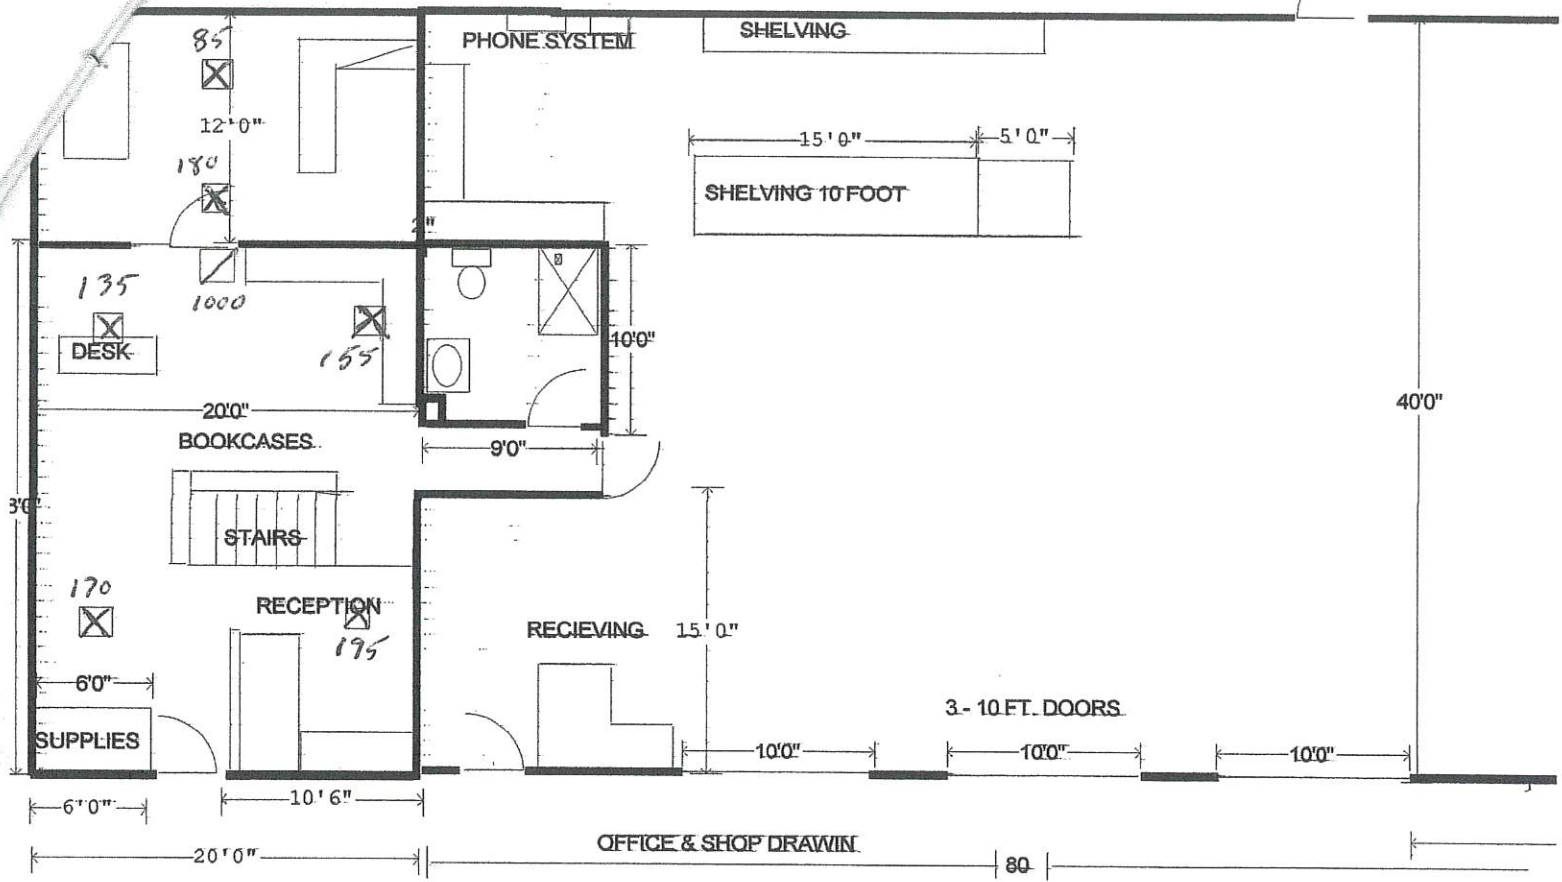 85
PHONE SYSTEM
SHELVING
12'0"
15'0"
5'0"
180
SHELVING 10 FOOT
2"
135
1000
DESK
155
10'0"
20'0"
40'0"
BOOKCASES
9'0"
STAIRS
170
RECEPTION
195
RECIEVING
15'0"
6'0"
3 - 10 FT. DOORS
SUPPLIES
10'0"
10'0"
10'0"
6'0"
10'6"
OFFICE & SHOP DRAWIN
20'0"
80